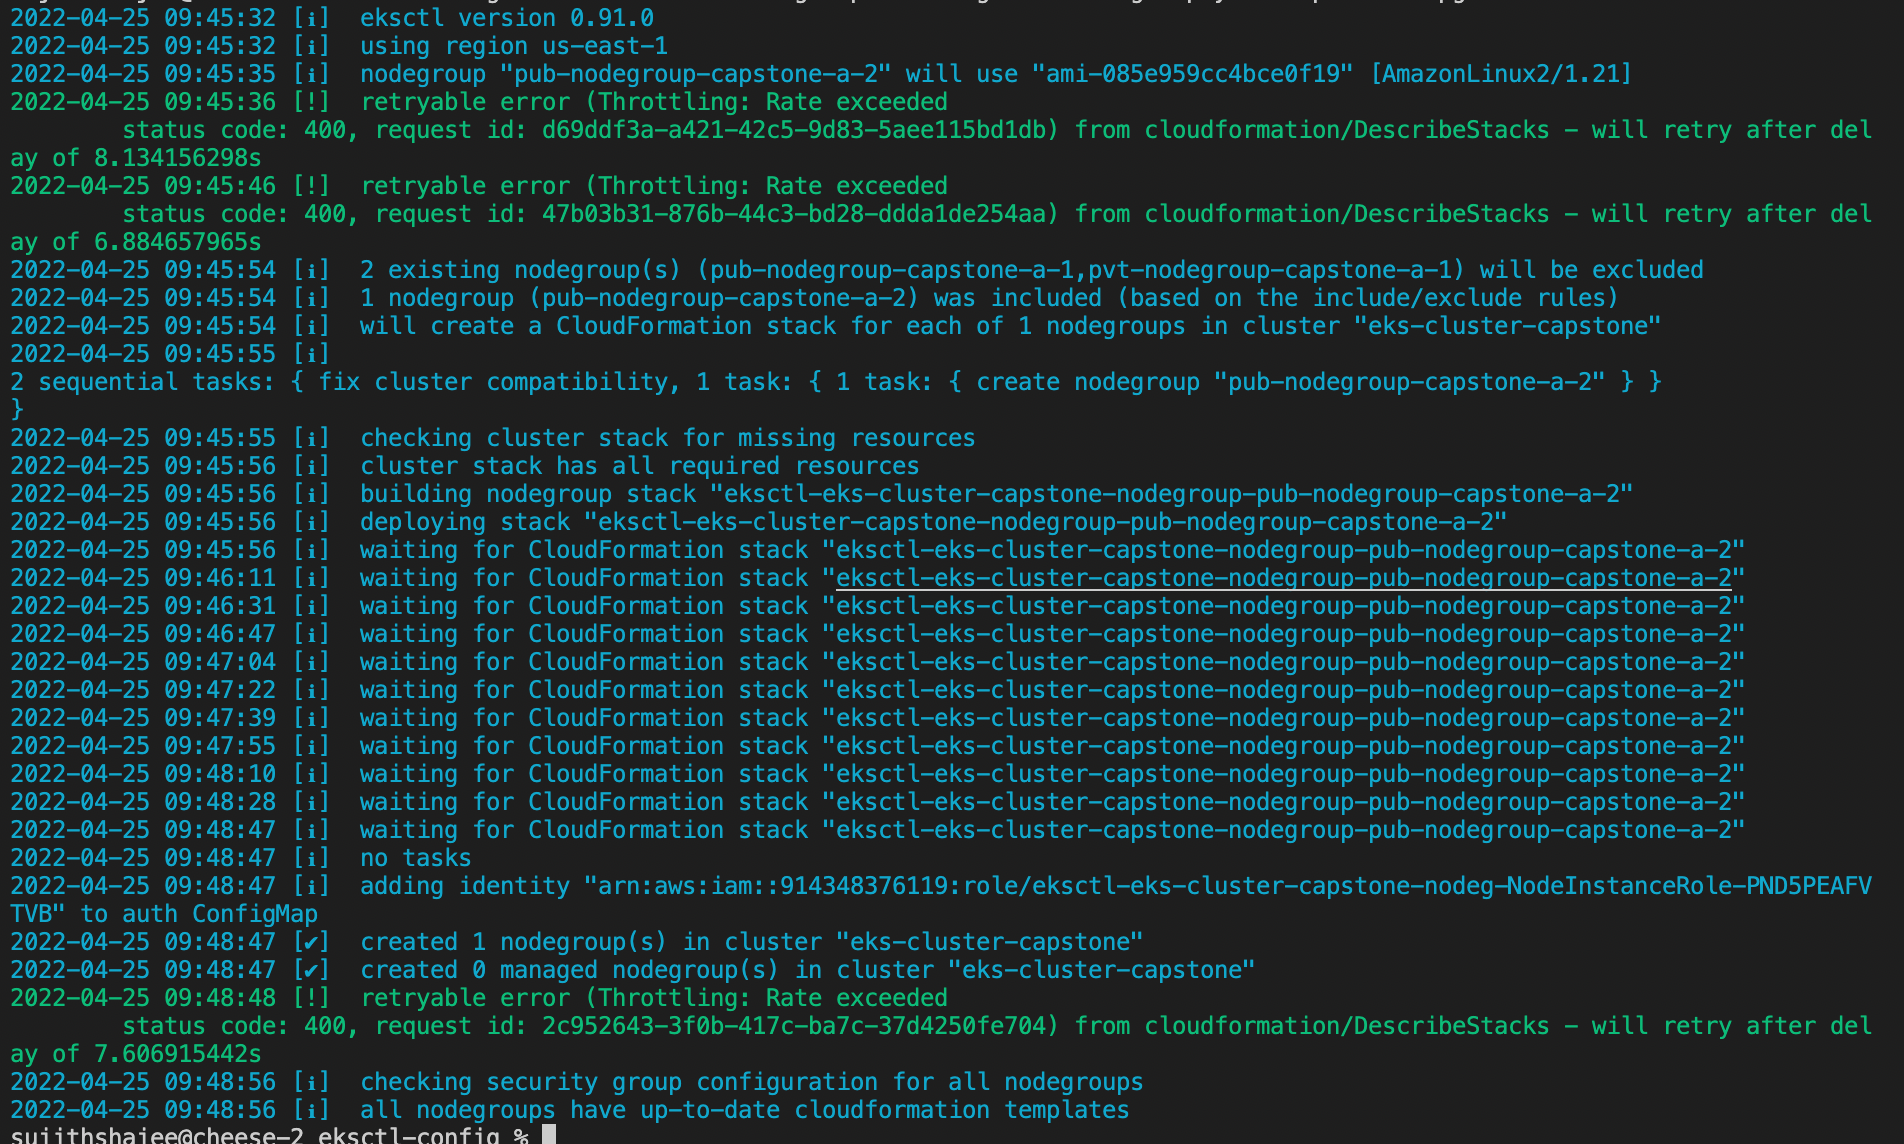 2022-04-25 09:45:32 [ℹ]  eksctl version 0.91.0
2022-04-25 09:45:32 [ℹ]  using region us-east-1
2022-04-25 09:45:35 [ℹ]  nodegroup "pub-nodegroup-capstone-a-2" will use "ami-085e959cc4bce0f19" [AmazonLinux2/1.21]
2022-04-25 09:45:36 [!]  retryable error (Throttling: Rate exceeded
        status code: 400, request id: d69ddf3a-a421-42c5-9d83-5aee115bd1db) from cloudformation/DescribeStacks - will retry after del
ay of 8.134156298s
2022-04-25 09:45:46 [!]  retryable error (Throttling: Rate exceeded
        status code: 400, request id: 47b03b31-876b-44c3-bd28-ddda1de254aa) from cloudformation/DescribeStacks - will retry after del
ay of 6.884657965s
2022-04-25 09:45:54 [ℹ]  2 existing nodegroup(s) (pub-nodegroup-capstone-a-1,pvt-nodegroup-capstone-a-1) will be excluded
2022-04-25 09:45:54 [ℹ]  1 nodegroup (pub-nodegroup-capstone-a-2) was included (based on the include/exclude rules)
2022-04-25 09:45:54 [ℹ]  will create a CloudFormation stack for each of 1 nodegroups in cluster "eks-cluster-capstone"
2022-04-25 09:45:55 [ℹ]
2 sequential tasks: { fix cluster compatibility, 1 task: { 1 task: { create nodegroup "pub-nodegroup-capstone-a-2" } }
}
2022-04-25 09:45:55 [ℹ]  checking cluster stack for missing resources
2022-04-25 09:45:56 [ℹ]  cluster stack has all required resources
2022-04-25 09:45:56 [ℹ]  building nodegroup stack "eksctl-eks-cluster-capstone-nodegroup-pub-nodegroup-capstone-a-2"
2022-04-25 09:45:56 [ℹ]  deploying stack "eksctl-eks-cluster-capstone-nodegroup-pub-nodegroup-capstone-a-2"
2022-04-25 09:45:56 [ℹ]  waiting for CloudFormation stack "eksctl-eks-cluster-capstone-nodegroup-pub-nodegroup-capstone-a-2"
2022-04-25 09:46:11 [ℹ]  waiting for CloudFormation stack "eksctl-eks-cluster-capstone-nodegroup-pub-nodegroup-capstone-a-2"
2022-04-25 09:46:31 [ℹ]  waiting for CloudFormation stack "eksctl-eks-cluster-capstone-nodegroup-pub-nodegroup-capstone-a-2"
2022-04-25 09:46:47 [ℹ]  waiting for CloudFormation stack "eksctl-eks-cluster-capstone-nodegroup-pub-nodegroup-capstone-a-2"
2022-04-25 09:47:04 [ℹ]  waiting for CloudFormation stack "eksctl-eks-cluster-capstone-nodegroup-pub-nodegroup-capstone-a-2"
2022-04-25 09:47:22 [ℹ]  waiting for CloudFormation stack "eksctl-eks-cluster-capstone-nodegroup-pub-nodegroup-capstone-a-2"
2022-04-25 09:47:39 [ℹ]  waiting for CloudFormation stack "eksctl-eks-cluster-capstone-nodegroup-pub-nodegroup-capstone-a-2"
2022-04-25 09:47:55 [ℹ]  waiting for CloudFormation stack "eksctl-eks-cluster-capstone-nodegroup-pub-nodegroup-capstone-a-2"
2022-04-25 09:48:10 [ℹ]  waiting for CloudFormation stack "eksctl-eks-cluster-capstone-nodegroup-pub-nodegroup-capstone-a-2"
2022-04-25 09:48:28 [ℹ]  waiting for CloudFormation stack "eksctl-eks-cluster-capstone-nodegroup-pub-nodegroup-capstone-a-2"
2022-04-25 09:48:47 [ℹ]  waiting for CloudFormation stack "eksctl-eks-cluster-capstone-nodegroup-pub-nodegroup-capstone-a-2"
2022-04-25 09:48:47 [ℹ]  no tasks
2022-04-25 09:48:47 [ℹ]  adding identity "arn:aws:iam::914348376119:role/eksctl-eks-cluster-capstone-nodeg-NodeInstanceRole-PND5PEAFV
TVB" to auth ConfigMap
2022-04-25 09:48:47 [✔]  created 1 nodegroup(s) in cluster "eks-cluster-capstone"
2022-04-25 09:48:47 [✔]  created 0 managed nodegroup(s) in cluster "eks-cluster-capstone"
2022-04-25 09:48:48 [!]  retryable error (Throttling: Rate exceeded
        status code: 400, request id: 2c952643-3f0b-417c-ba7c-37d4250fe704) from cloudformation/DescribeStacks - will retry after del
ay of 7.606915442s
2022-04-25 09:48:56 [ℹ]  checking security group configuration for all nodegroups
2022-04-25 09:48:56 [ℹ]  all nodegroups have up-to-date cloudformation templates
sujithshajee@cheese-2 eksctl-config %